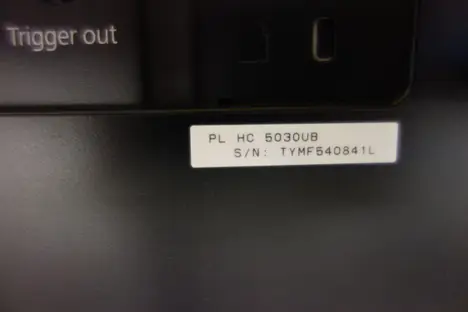 Trigger out
PL HC 5030UB
S/N: TYMF540841L